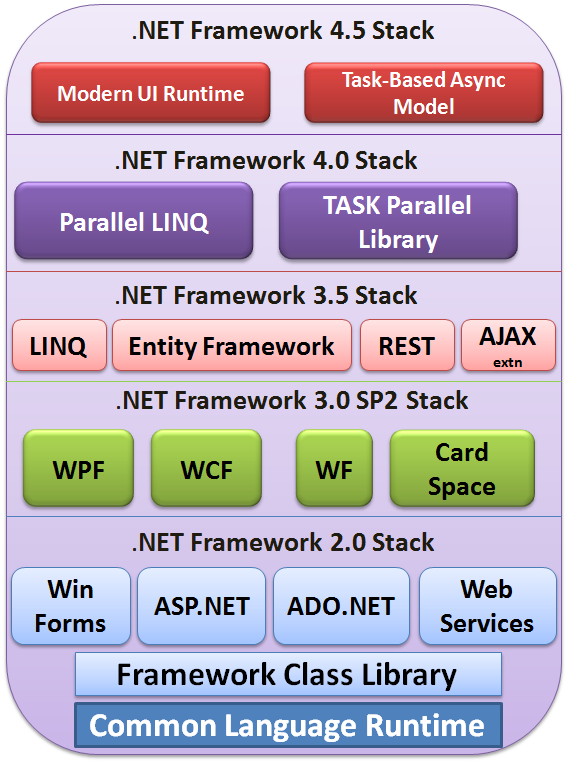 .NET Framework 4.5 Stack
Modern UI Runtime
Task-Based Async
Model
.NET Framework 4.0 Stack
Parallel LINQ
TASK Parallel
Library
.NET Framework 3.5 Stack
LINQ
Entity Framework
REST
AJAX
extn
.NET Framework 3.0 SP2 Stack
WPF
WCF
WF
Card
Space
.NET Framework 2.0 Stack
Win
Forms
ASP.NET
ADO.NET
Web
Services
Framework Class Library
Common Language Runtime